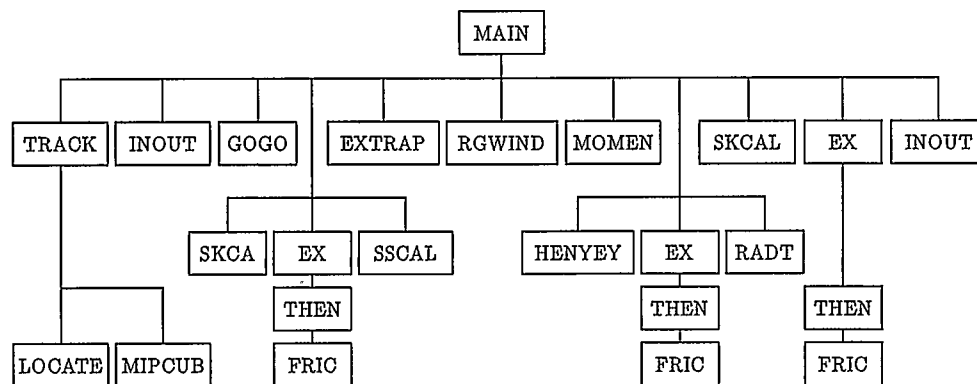 MAIN
TRACK INOUT GOGO EXTRAP RGWIND MOMEN SKCAL EX INOUT
SKCA EX SSCAL HENYEY EX RADT
THEN THEN THEN
LOCATE MIPCUB FRIC FRIC FRIC